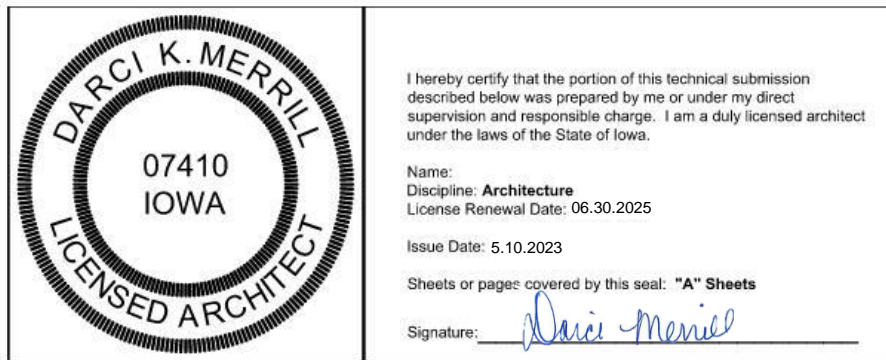 DARCI K. MERRILL
07410
IOWA
LICENSED ARCHITECT
I hereby certify that the portion of this technical submission
described below was prepared by me or under my direct
supervision and responsible charge. I am a duly licensed architect
under the laws of the State of Iowa.
Name:
Discipline: Architecture
License Renewal Date: 06.30.2025
Issue Date: 5.10.2023
Sheets or pages covered by this seal: "A" Sheets
Signature: Darci Merrill